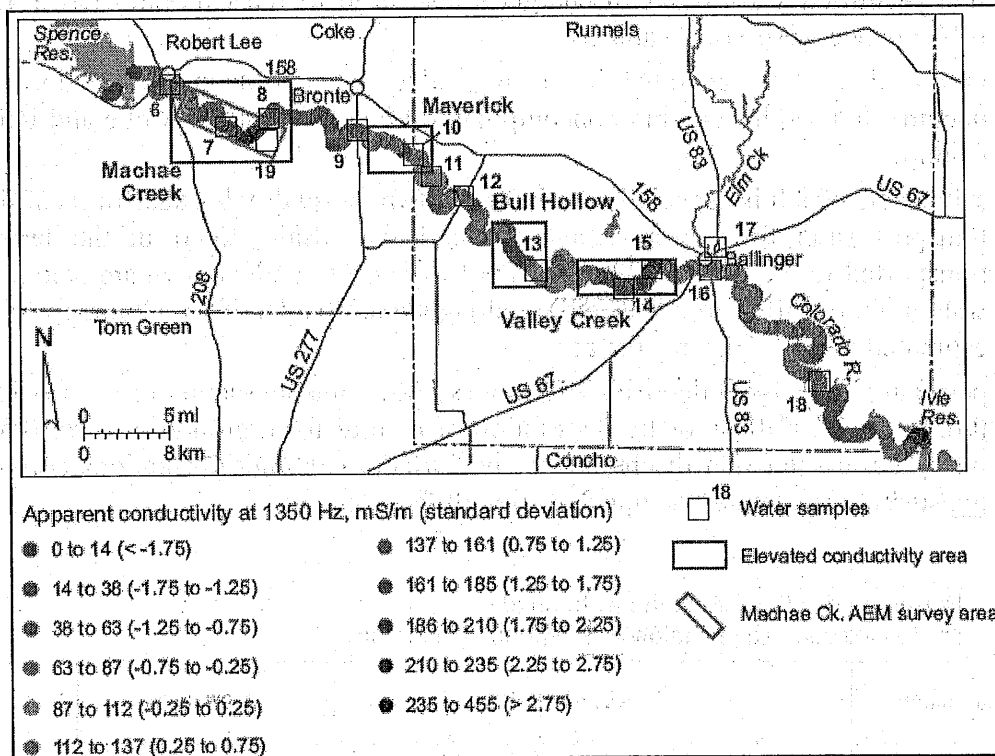 Spence
Res.
Robert Lee
Coke
Runnels
158
6
8
Bronte
Maverick
7
9
10
19
11
Machae
Creek
12
US 83
Elm Ck
US 67
Bull Hollow
158
13
15
17
Ballinger
14
16
Valley Creek
208
Tom Green
US 277
US 67
US 83
Colorado R.
18
Ivie
Res.
N
0 5 mi
0 8 km
Concho
Apparent conductivity at 1350 Hz, mS/m (standard deviation)
0 to 14 (< -1.75)
14 to 38 (-1.75 to -1.25)
38 to 63 (-1.25 to -0.75)
63 to 87 (-0.75 to -0.25)
87 to 112 (-0.25 to 0.25)
112 to 137 (0.25 to 0.75)
137 to 161 (0.75 to 1.25)
161 to 185 (1.25 to 1.75)
186 to 210 (1.75 to 2.25)
210 to 235 (2.25 to 2.75)
235 to 455 (> 2.75)
18
Water samples
Elevated conductivity area
Machae Ck. AEM survey area